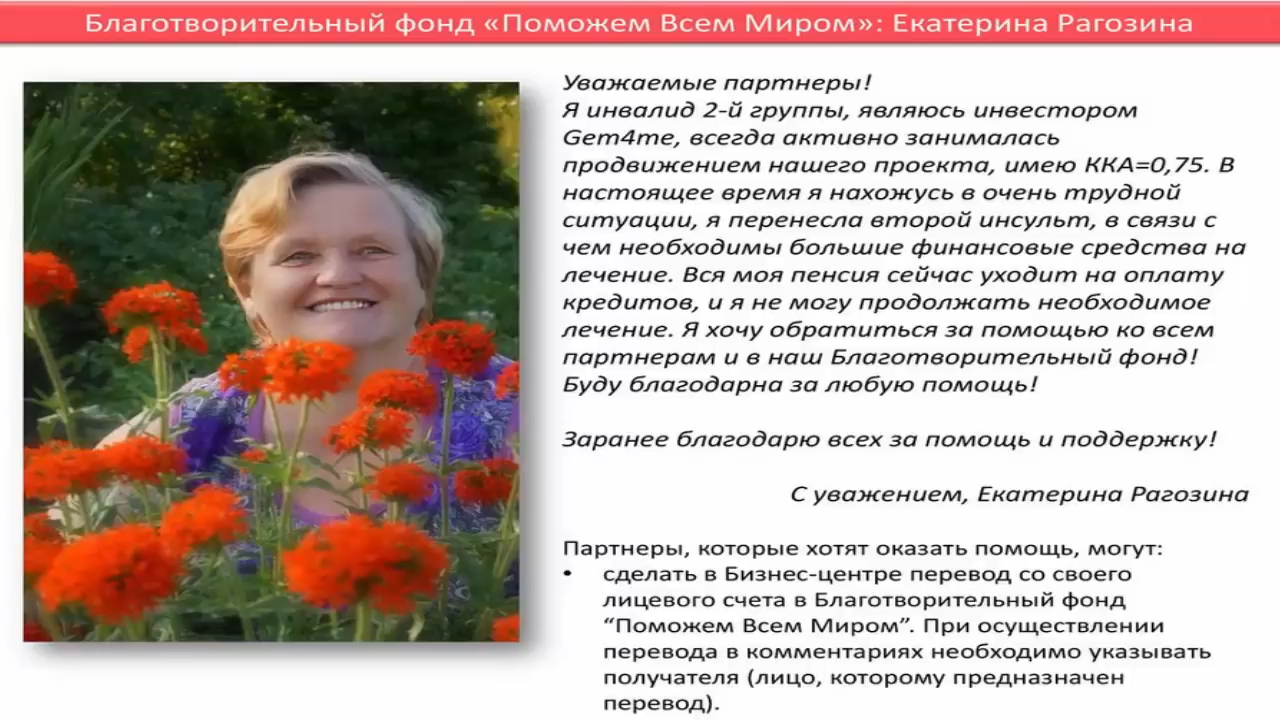 Благотворительный фонд «Поможем Всем Миром»: Екатерина Рагозина
Уважаемые партнеры!
Я инвалид 2-й группы, являюсь инвестором
Gem4me, всегда активно занималась
продвижением нашего проекта, имею ККА=0,75. В
настоящее время я нахожусь в очень трудной
ситуации, я перенесла второй инсульт, в связи с
чем необходимы большие финансовые средства на
лечение. Вся моя пенсия сейчас уходит на оплату
кредитов, и я не могу продолжать необходимое
лечение. Я хочу обратиться за помощью ко всем
партнерам и в наш Благотворительный фонд!
Буду благодарна за любую помощь!
Заранее благодарю всех за помощь и поддержку!
С уважением, Екатерина Рагозина
Партнеры, которые хотят оказать помощь, могут:
• сделать в Бизнес-центре перевод со своего
лицевого счета в Благотворительный фонд
“Поможем Всем Миром”. При осуществлении
перевода в комментариях необходимо указывать
получателя (лицо, которому предназначен
перевод).